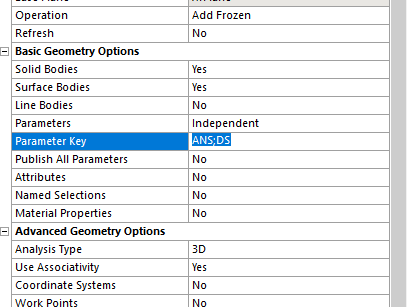 Operation Add Frozen
Refresh No
Basic Geometry Options
Solid Bodies Yes
Surface Bodies Yes
Line Bodies No
Parameters Independent
Parameter Key ANS;DS
Publish All Parameters No
Attributes No
Named Selections No
Material Properties No
Advanced Geometry Options
Analysis Type 3D
Use Associativity Yes
Coordinate Systems No
Work Points No